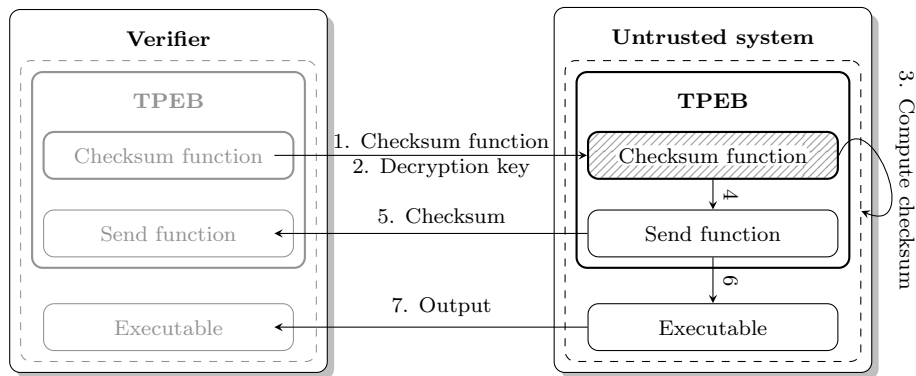 Verifier
TPEB
Checksum function
Send function
Executable
1. Checksum function
2. Decryption key
5. Checksum
7. Output
Untrusted system
TPEB
Checksum function
4
Send function
6
Executable
3. Compute checksum